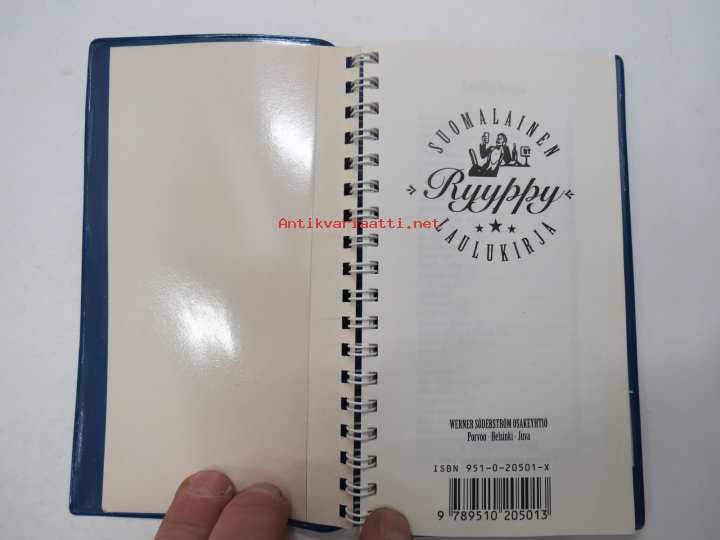 SUOMALAINEN
Ryyppy
LAULUKIRJA
Antikvariaatti.net
WERNER SÖDERSTRÖM OSAKEYHTIÖ
Porvoo · Helsinki · Juva
ISBN 951-0-20501-X
9 789510 205013